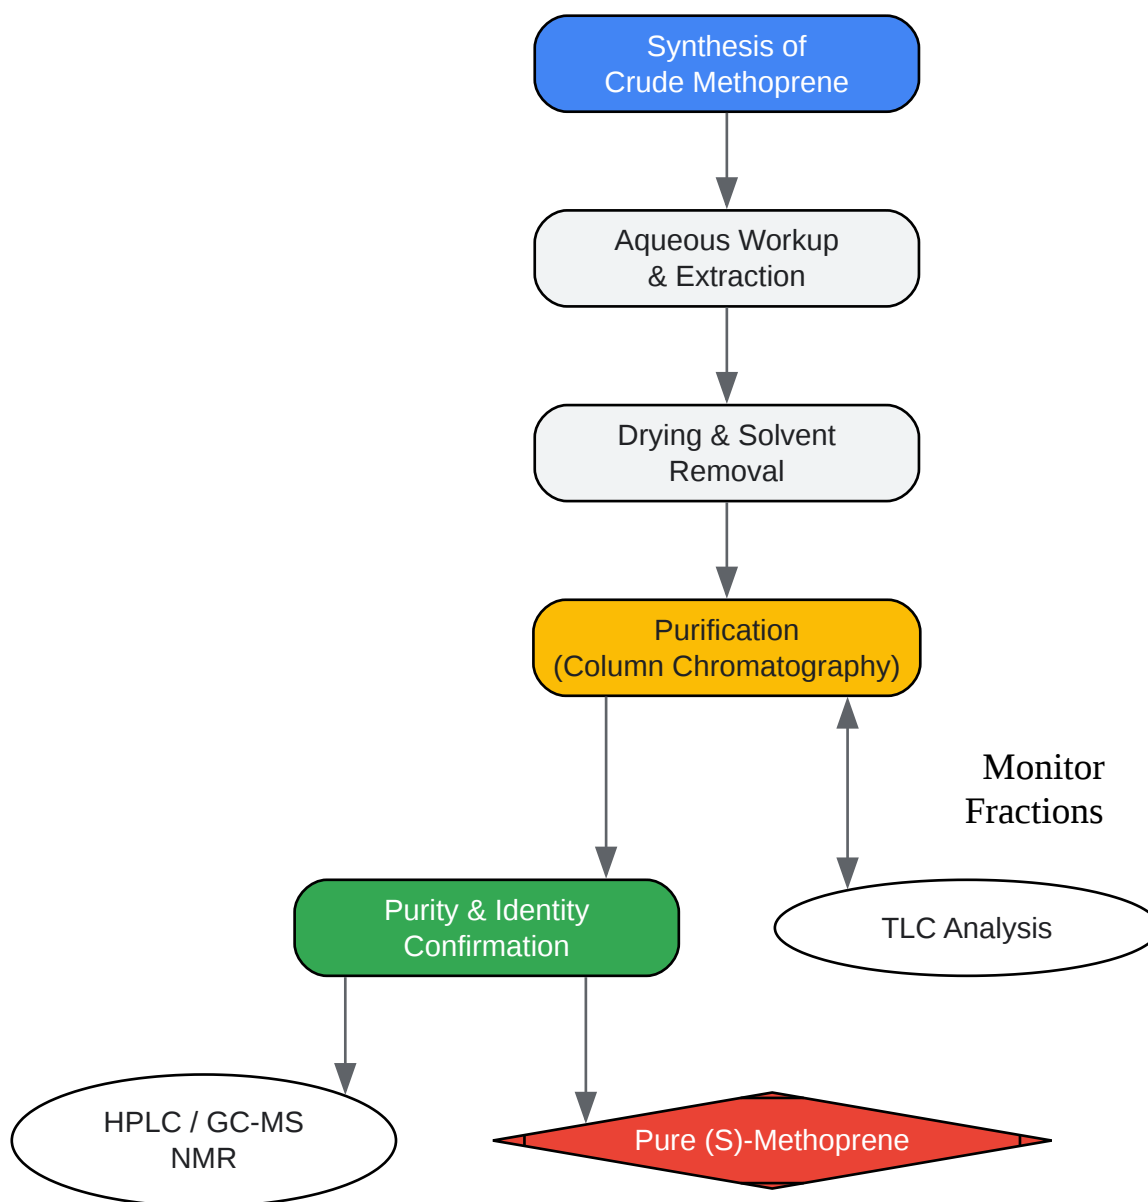 Synthesis of
Crude Methoprene
Aqueous Workup
& Extraction
Drying & Solvent
Removal
Purification
(Column Chromatography)
Monitor
Fractions
Purity & Identity
Confirmation
TLC Analysis
HPLC / GC-MS
NMR
Pure (S)-Methoprene